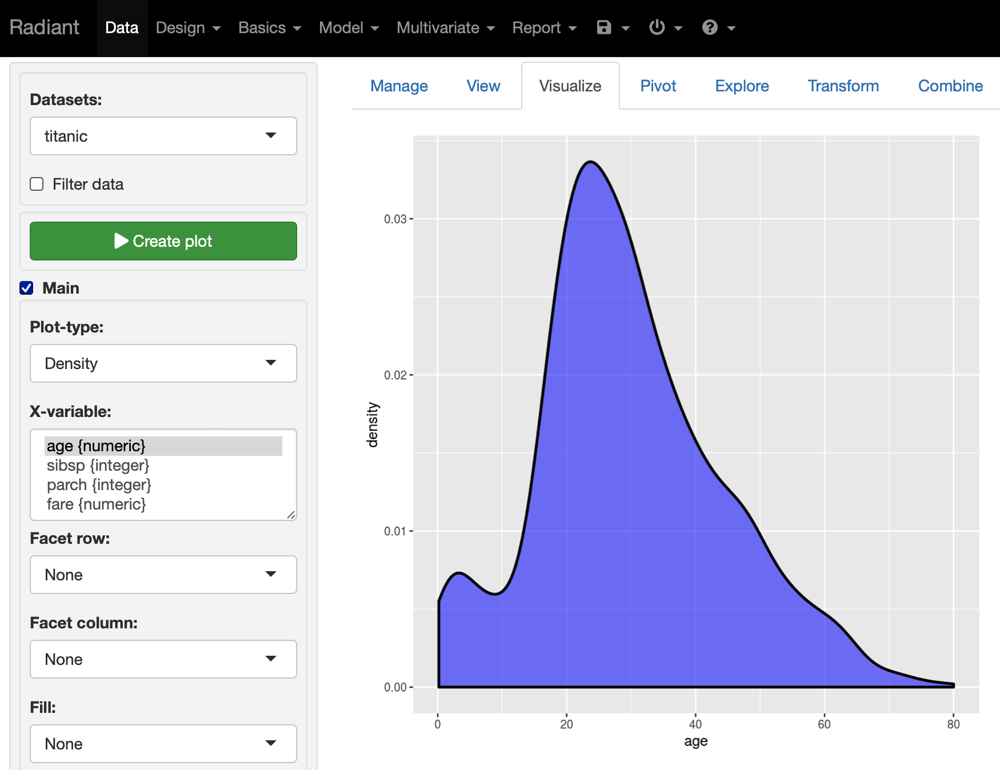 Radiant Data Design Basics Model Multivariate Report
Manage View Visualize Pivot Explore Transform Combine
Datasets:
titanic
Filter data
Create plot
Main
Plot-type:
Density
X-variable:
age {numeric}
sibsp {integer}
parch {integer}
fare {numeric}
Facet row:
None
Facet column:
None
Fill:
None
density
0.03
0.02
0.01
0.00
0 20 40 60 80
age